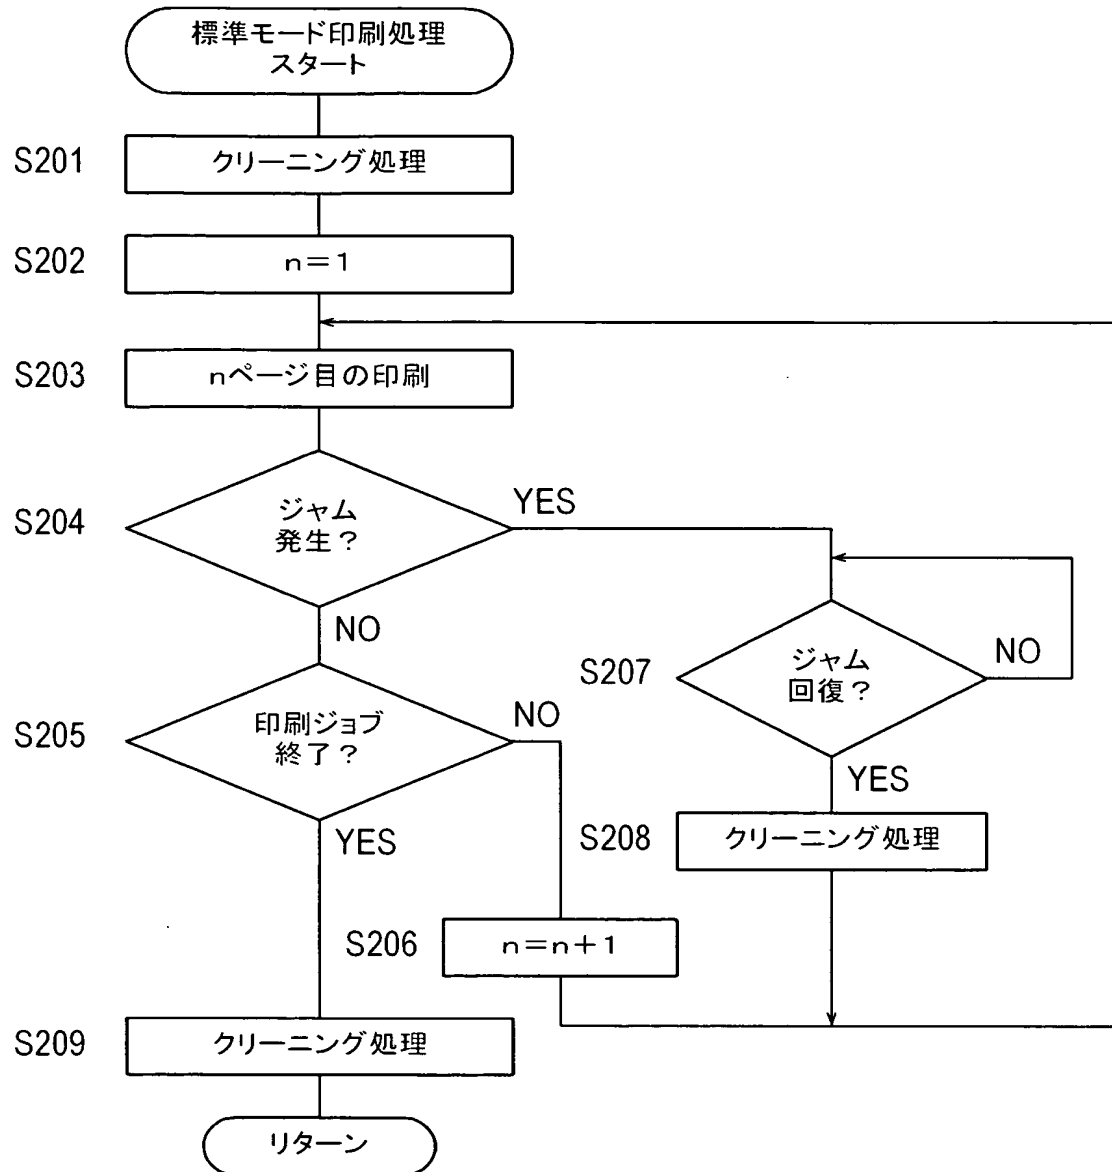 標準モード印刷処理
スタート
S201
クリーニング処理
S202
n=1
S203
nページ目の印刷
S204
ジャム
発生?
YES
NO
S207
ジャム
回復?
NO
YES
S205
印刷ジョブ
終了?
NO
YES
S208
クリーニング処理
S206
n=n+1
S209
クリーニング処理
リターン